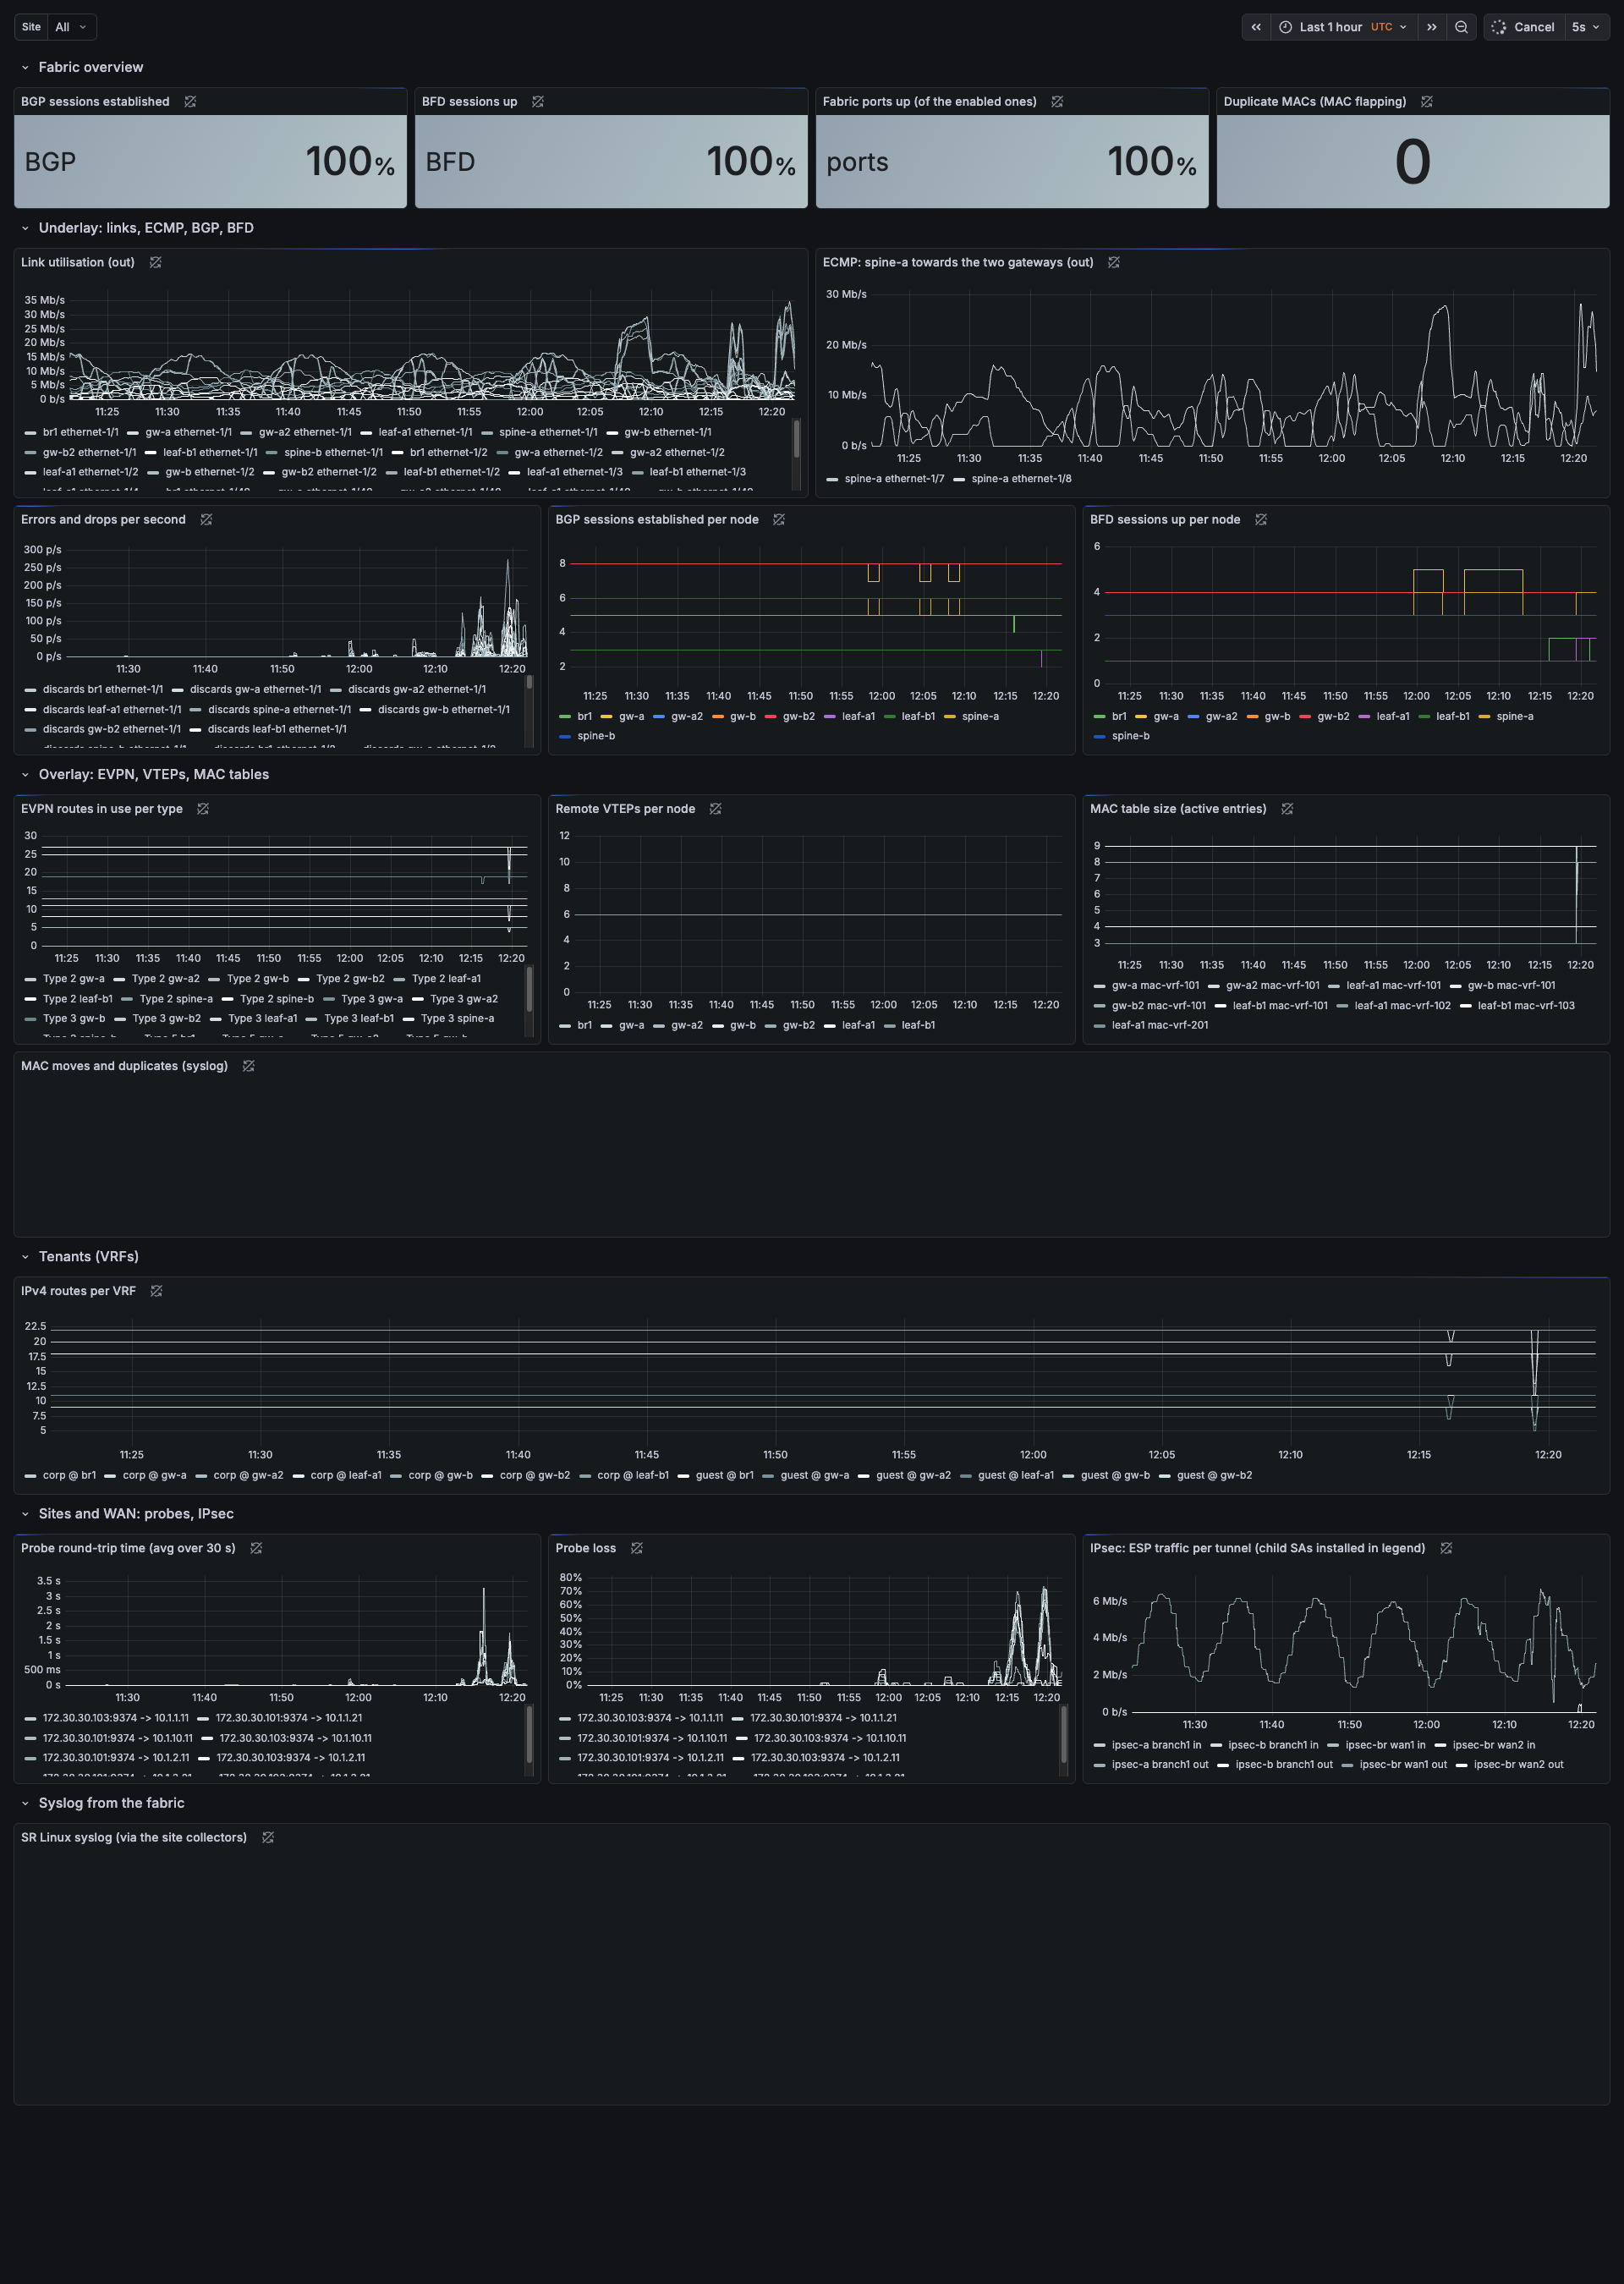 Site All Last 1 hour UTC Cancel 5s
Fabric overview
BGP sessions established BFD sessions up Fabric ports up (of the enabled ones) Duplicate MACs (MAC flapping)
BGP 100% BFD 100% ports 100% 0
Underlay: links, ECMP, BGP, BFD
Link utilisation (out)
35 Mb/s
30 Mb/s
25 Mb/s
20 Mb/s
15 Mb/s
10 Mb/s
5 Mb/s
0 b/s
11:25 11:30 11:35 11:40 11:45 11:50 11:55 12:00 12:05 12:10 12:15 12:20
br1 ethernet-1/1 gw-a ethernet-1/1 gw-a2 ethernet-1/1 leaf-a1 ethernet-1/1 spine-a ethernet-1/1 gw-b ethernet-1/1
gw-b2 ethernet-1/1 leaf-b1 ethernet-1/1 spine-b ethernet-1/1 br1 ethernet-1/2 gw-a ethernet-1/2 gw-a2 ethernet-1/2
leaf-a1 ethernet-1/2 gw-b ethernet-1/2 gw-b2 ethernet-1/2 leaf-b1 ethernet-1/2 leaf-a1 ethernet-1/3 leaf-b1 ethernet-1/3
ECMP: spine-a towards the two gateways (out)
30 Mb/s
20 Mb/s
10 Mb/s
0 b/s
11:25 11:30 11:35 11:40 11:45 11:50 11:55 12:00 12:05 12:10 12:15 12:20
spine-a ethernet-1/7 spine-a ethernet-1/8
Errors and drops per second
300 p/s
250 p/s
200 p/s
150 p/s
100 p/s
50 p/s
0 p/s
11:30 11:40 11:50 12:00 12:10 12:20
discards br1 ethernet-1/1 discards gw-a ethernet-1/1 discards gw-a2 ethernet-1/1
discards leaf-a1 ethernet-1/1 discards spine-a ethernet-1/1 discards gw-b ethernet-1/1
discards gw-b2 ethernet-1/1 discards leaf-b1 ethernet-1/1
BGP sessions established per node
8
6
4
2
11:25 11:30 11:35 11:40 11:45 11:50 11:55 12:00 12:05 12:10 12:15 12:20
br1 gw-a gw-a2 gw-b gw-b2 leaf-a1 leaf-b1 spine-a
spine-b
BFD sessions up per node
6
4
2
0
11:25 11:30 11:35 11:40 11:45 11:50 11:55 12:00 12:05 12:10 12:15 12:20
br1 gw-a gw-a2 gw-b gw-b2 leaf-a1 leaf-b1 spine-a
spine-b
Overlay: EVPN, VTEPs, MAC tables
EVPN routes in use per type
30
25
20
15
10
5
0
11:25 11:30 11:35 11:40 11:45 11:50 11:55 12:00 12:05 12:10 12:15 12:20
Type 2 gw-a Type 2 gw-a2 Type 2 gw-b Type 2 gw-b2 Type 2 leaf-a1
Type 2 leaf-b1 Type 2 spine-a Type 2 spine-b Type 3 gw-a Type 3 gw-a2
Type 3 gw-b Type 3 gw-b2 Type 3 leaf-a1 Type 3 leaf-b1 Type 3 spine-a
Remote VTEPs per node
12
10
8
6
4
2
0
11:25 11:30 11:35 11:40 11:45 11:50 11:55 12:00 12:05 12:10 12:15 12:20
br1 gw-a gw-a2 gw-b gw-b2 leaf-a1 leaf-b1
MAC table size (active entries)
9
8
7
6
5
4
3
11:25 11:30 11:35 11:40 11:45 11:50 11:55 12:00 12:05 12:10 12:15 12:20
gw-a mac-vrf-101 gw-a2 mac-vrf-101 leaf-a1 mac-vrf-101 gw-b mac-vrf-101
gw-b2 mac-vrf-101 leaf-b1 mac-vrf-101 leaf-a1 mac-vrf-102 leaf-b1 mac-vrf-103
leaf-a1 mac-vrf-201
MAC moves and duplicates (syslog)
Tenants (VRFs)
IPv4 routes per VRF
22.5
20
17.5
15
12.5
10
7.5
5
11:25 11:30 11:35 11:40 11:45 11:50 11:55 12:00 12:05 12:10 12:15 12:20
corp @ br1 corp @ gw-a corp @ gw-a2 corp @ leaf-a1 corp @ gw-b corp @ gw-b2 corp @ leaf-b1 guest @ br1 guest @ gw-a guest @ gw-a2 guest @ leaf-a1 guest @ gw-b guest @ gw-b2
Sites and WAN: probes, IPsec
Probe round-trip time (avg over 30 s)
3.5 s
3 s
2.5 s
2 s
1.5 s
1 s
500 ms
0 s
11:30 11:40 11:50 12:00 12:10 12:20
172.30.30.103:9374 -> 10.1.1.11 172.30.30.101:9374 -> 10.1.1.21
172.30.30.101:9374 -> 10.1.10.11 172.30.30.103:9374 -> 10.1.10.11
172.30.30.101:9374 -> 10.1.2.11 172.30.30.103:9374 -> 10.1.2.11
Probe loss
80%
70%
60%
50%
40%
30%
20%
10%
0%
11:25 11:30 11:35 11:40 11:45 11:50 11:55 12:00 12:05 12:10 12:15 12:20
172.30.30.103:9374 -> 10.1.1.11 172.30.30.101:9374 -> 10.1.1.21
172.30.30.101:9374 -> 10.1.10.11 172.30.30.103:9374 -> 10.1.10.11
172.30.30.101:9374 -> 10.1.2.11 172.30.30.103:9374 -> 10.1.2.11
IPsec: ESP traffic per tunnel (child SAs installed in legend)
6 Mb/s
4 Mb/s
2 Mb/s
0 b/s
11:30 11:40 11:50 12:00 12:10 12:20
ipsec-a branch1 in ipsec-b branch1 in ipsec-br wan1 in ipsec-br wan2 in
ipsec-a branch1 out ipsec-b branch1 out ipsec-br wan1 out ipsec-br wan2 out
Syslog from the fabric
SR Linux syslog (via the site collectors)